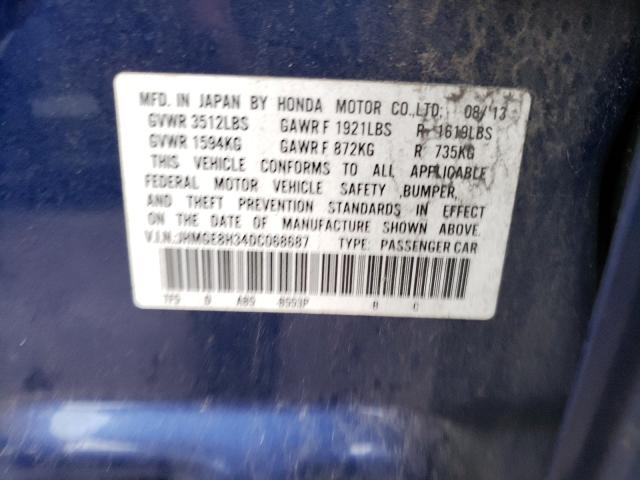 MFD. IN JAPAN BY HONDA MOTOR CO.,LTD. 08/13
GVWR 3512LBS GAWR F 1921LBS R 1619LBS
GVWR 1594KG GAWR F 872KG R 735KG
THIS VEHICLE CONFORMS TO ALL APPLICABLE
FEDERAL MOTOR VEHICLE SAFETY, BUMPER,
AND THEFT PREVENTION STANDARDS IN EFFECT
ON THE DATE OF MANUFACTURE SHOWN ABOVE.
V.I.N.:JHMGE8H34DC068687 TYPE: PASSENGER CAR